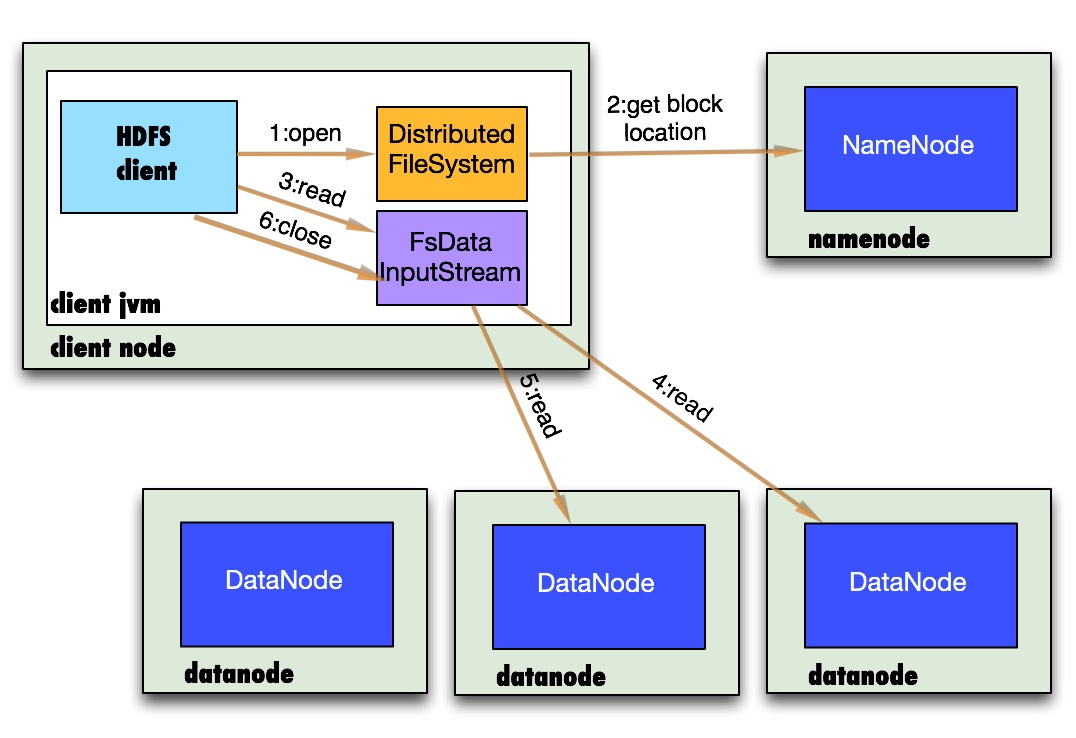 HDFS
client
1:open
Distributed
FileSystem
2:get block
location
NameNode
namenode
3:read
6:close
FsData
InputStream
client jvm
client node
5:read
4:read
DataNode
datanode
DataNode
datanode
DataNode
datanode